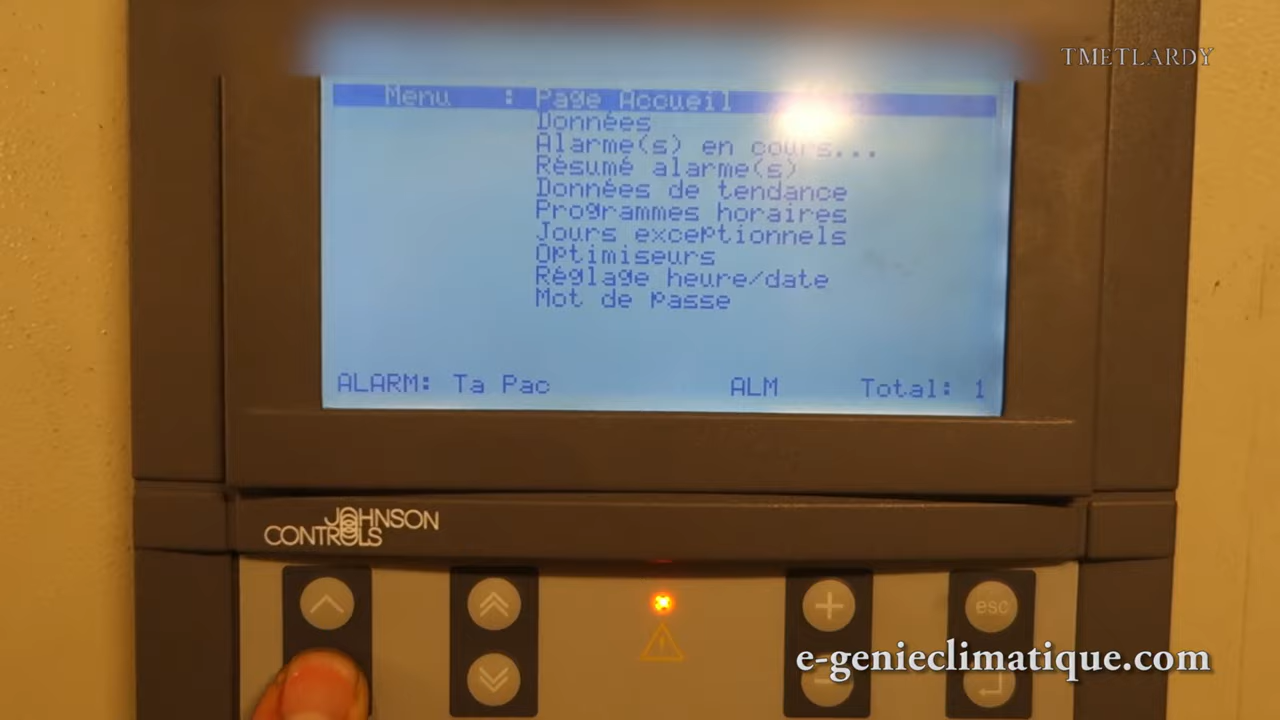 TMETLARDY
Menu : Page Accueil
Données
Alarme(s) en cours...
Résumé alarme(s)
Données de tendance
Programmes horaires
Jours exceptionnels
Optimiseurs
Réglage heure/date
Mot de passe
ALARM: Ta Pac ALM Total: 1
JOHNSON
CONTROLS
esc
e-genieclimatique.com